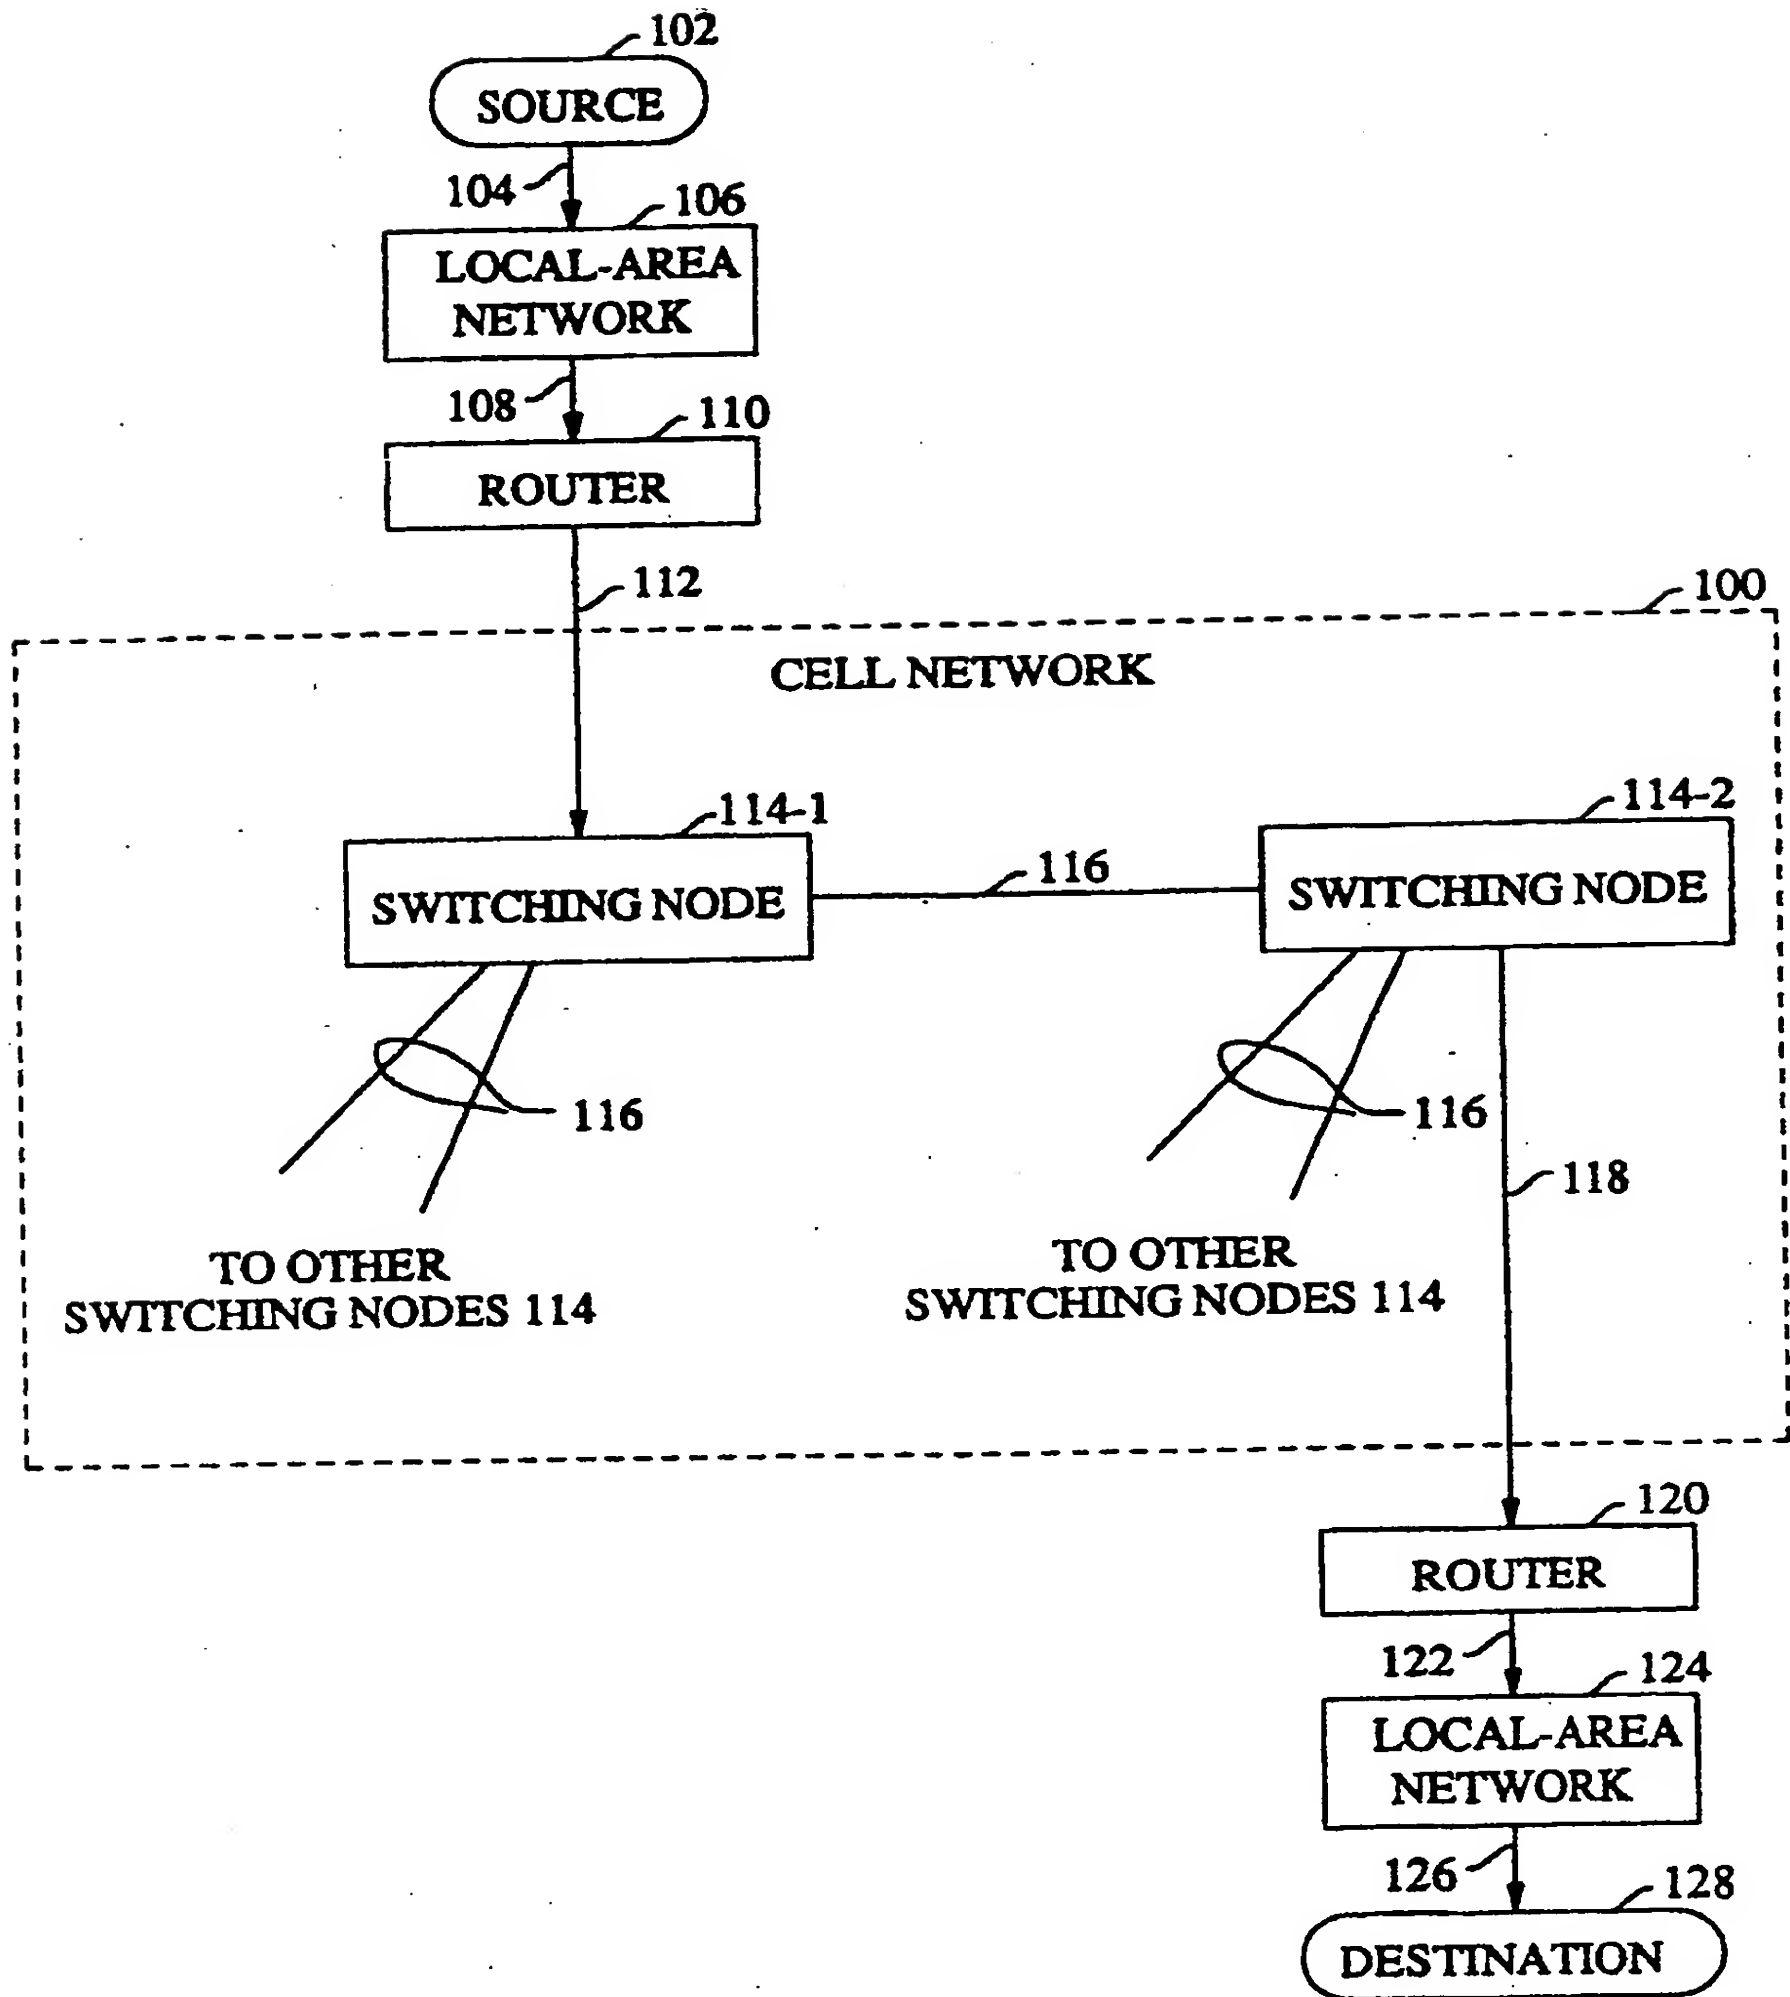 102
SOURCE
104
106
LOCAL-AREA
NETWORK
108
110
ROUTER
112
100
CELL NETWORK
114-1
SWITCHING NODE
116
114-2
SWITCHING NODE
116
116
118
TO OTHER
SWITCHING NODES 114
TO OTHER
SWITCHING NODES 114
120
ROUTER
122
124
LOCAL-AREA
NETWORK
126
128
DESTINATION